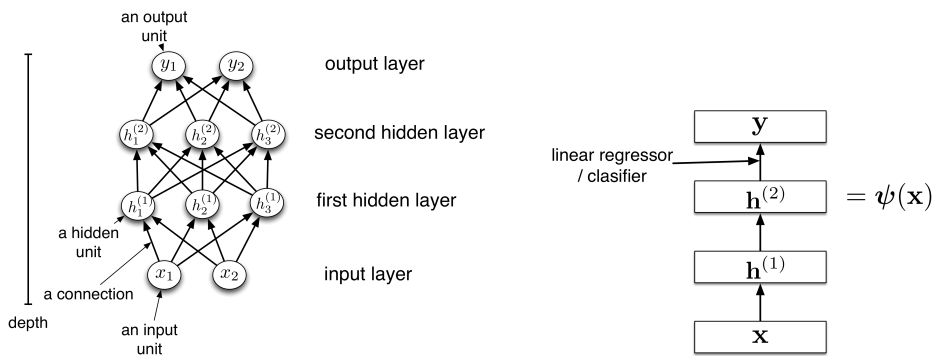 an output
unit
y₁
y₂
output layer
h₁⁽²⁾
h₂⁽²⁾
h₃⁽²⁾
second hidden layer
h₁⁽¹⁾
h₂⁽¹⁾
h₃⁽¹⁾
first hidden layer
a hidden
unit
x₁
x₂
input layer
a connection
depth
an input
unit
y
linear regressor
/ clasifier
h⁽²⁾
= ψ(x)
h⁽¹⁾
x